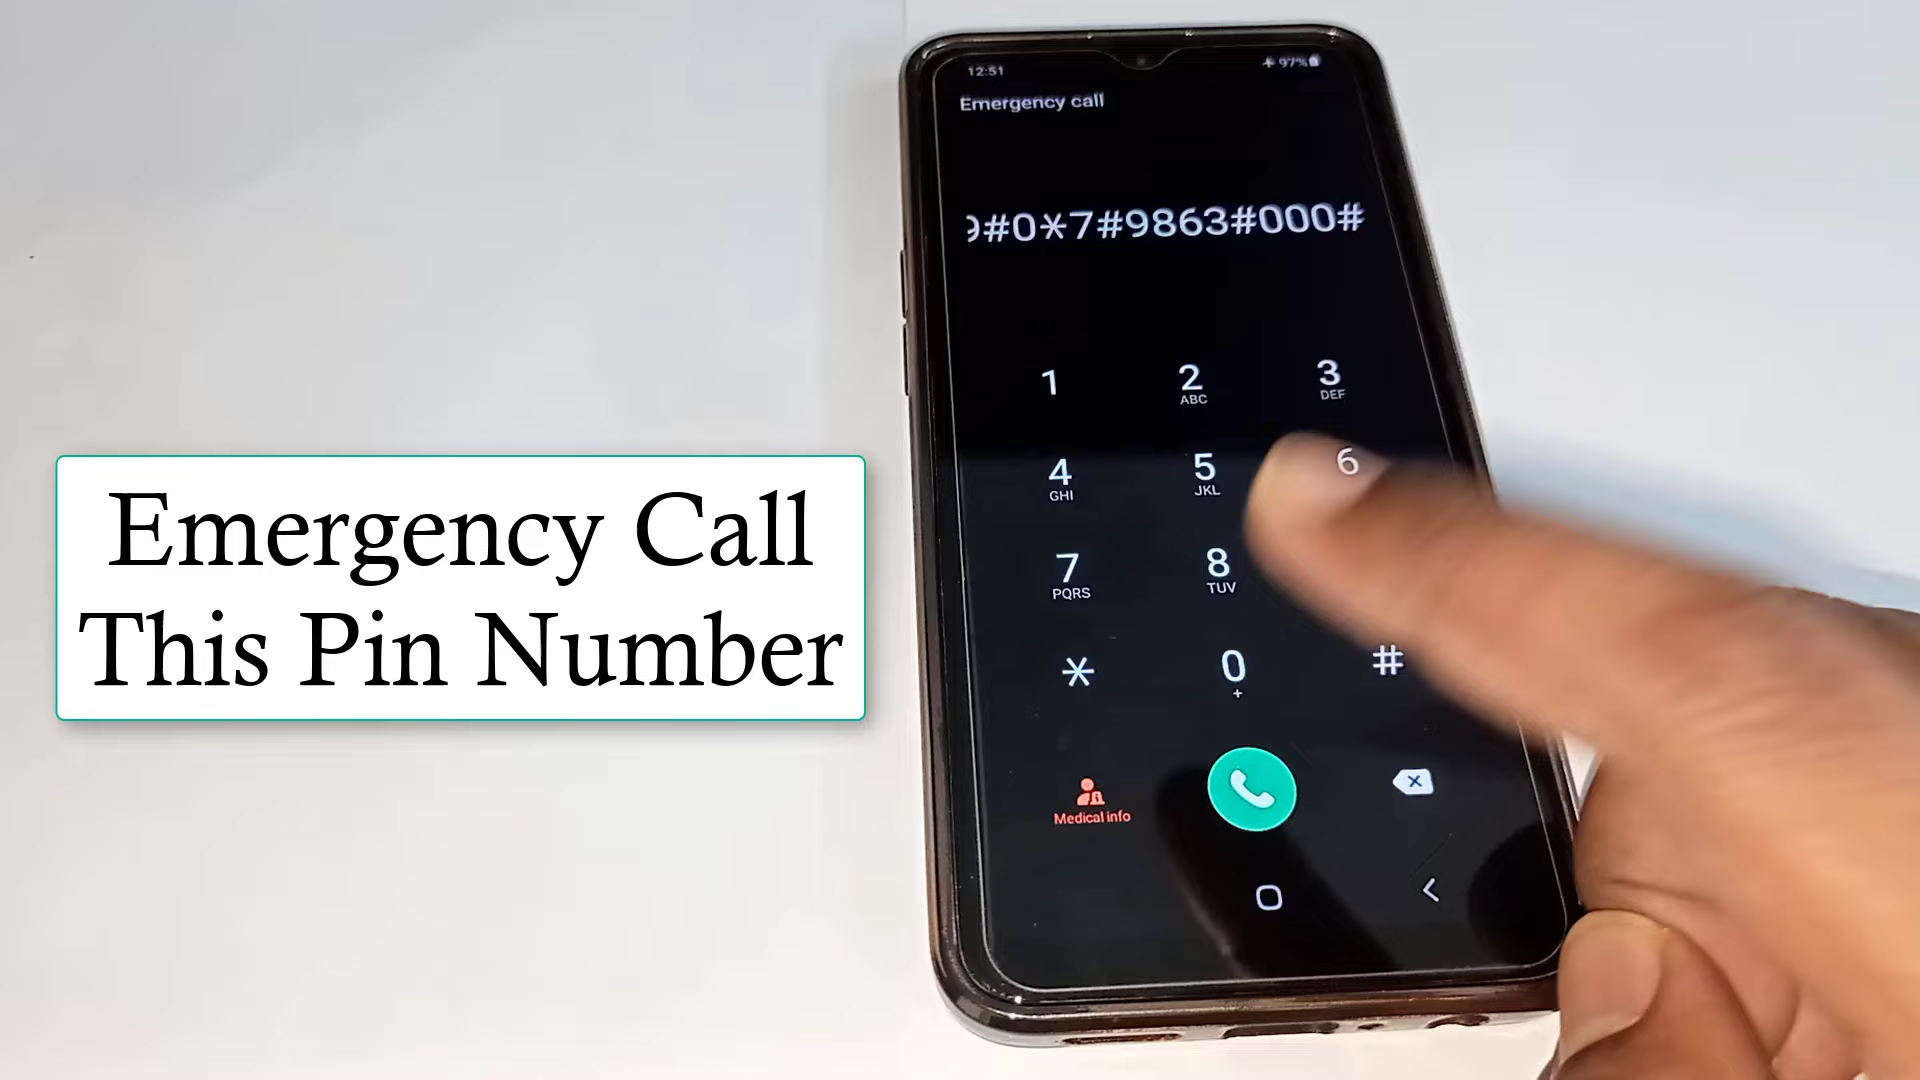 12:51
97%
Emergency call
9#0*7#9863#000#
1
2
ABC
3
DEF
4
GHI
5
JKL
6
7
PQRS
8
TUV
*
0
+
#
Medical info
Emergency Call
This Pin Number